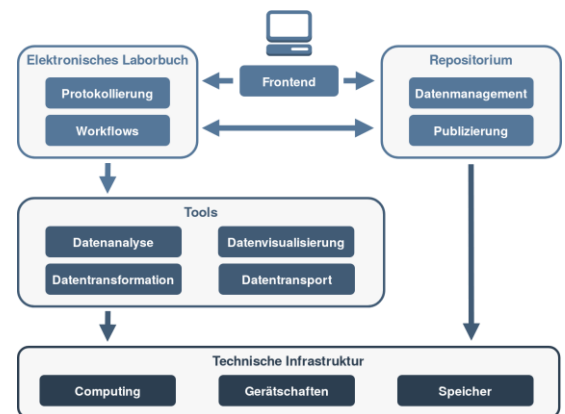 Elektronisches Laborbuch
Protokollierung
Workflows
Frontend
Repositorium
Datenmanagement
Publizierung
Tools
Datenanalyse
Datenvisualisierung
Datentransformation
Datentransport
Technische Infrastruktur
Computing
Gerätschaften
Speicher